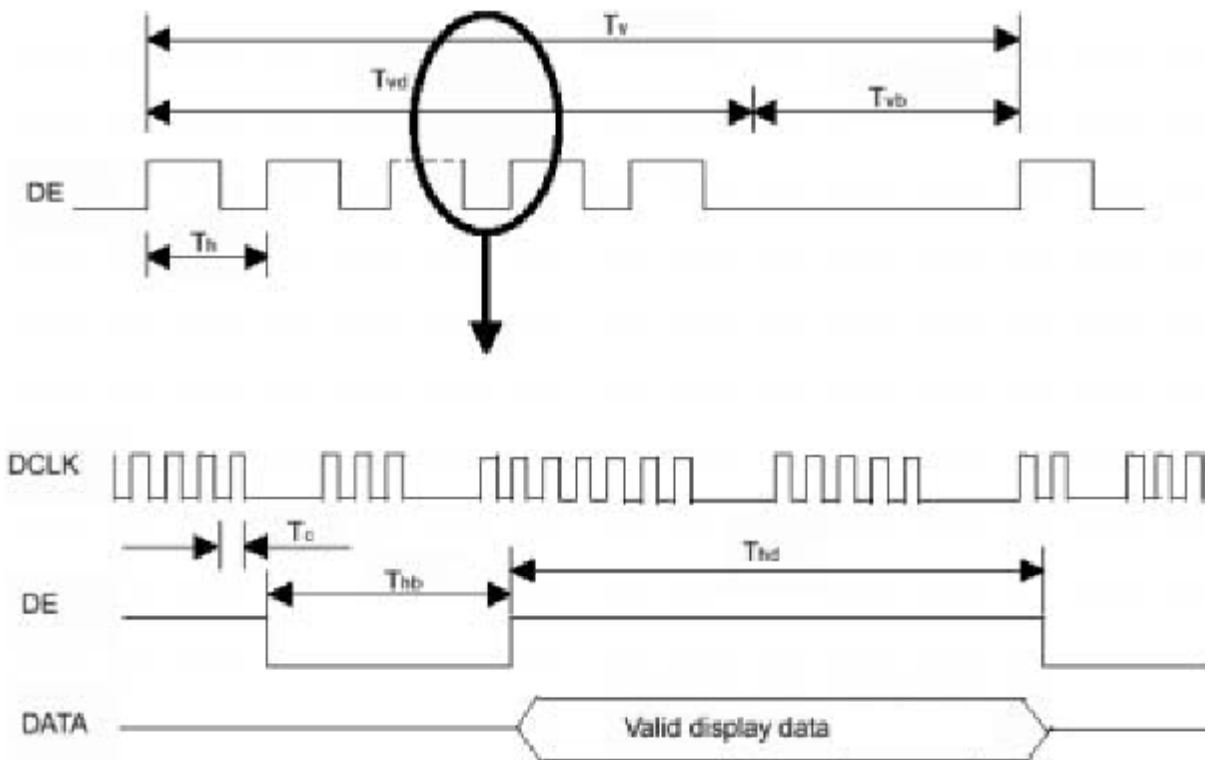 Tv
Tvd
Tvb
DE
Th
DCLK
Tc
Thd
Thb
DE
DATA
Valid display data